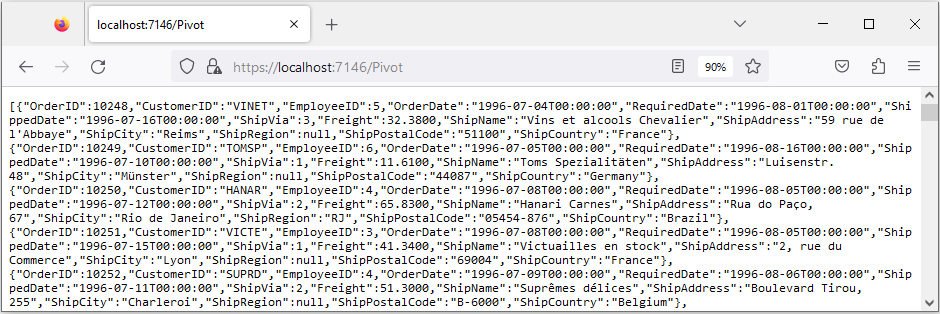 localhost:7146/Pivot
https://localhost:7146/Pivot
90%
[{"OrderID":10248,"CustomerID":"VINET","EmployeeID":5,"OrderDate":"1996-07-04T00:00:00","RequiredDate":"1996-08-01T00:00:00","Shi
ppedDate":"1996-07-16T00:00:00","ShipVia":3,"Freight":32.3800,"ShipName":"Vins et alcools Chevalier","ShipAddress":"59 rue de
l'Abbaye","ShipCity":"Reims","ShipRegion":null,"ShipPostalCode":"51100","ShipCountry":"France"},
{"OrderID":10249,"CustomerID":"TOMSP","EmployeeID":6,"OrderDate":"1996-07-05T00:00:00","RequiredDate":"1996-08-16T00:00:00","Ship
pedDate":"1996-07-10T00:00:00","ShipVia":1,"Freight":11.6100,"ShipName":"Toms Spezialitäten","ShipAddress":"Luisenstr.
48","ShipCity":"Münster","ShipRegion":null,"ShipPostalCode":"44087","ShipCountry":"Germany"},
{"OrderID":10250,"CustomerID":"HANAR","EmployeeID":4,"OrderDate":"1996-07-08T00:00:00","RequiredDate":"1996-08-05T00:00:00","Ship
pedDate":"1996-07-12T00:00:00","ShipVia":2,"Freight":65.8300,"ShipName":"Hanari Carnes","ShipAddress":"Rua do Paço,
67","ShipCity":"Rio de Janeiro","ShipRegion":"RJ","ShipPostalCode":"05454-876","ShipCountry":"Brazil"},
{"OrderID":10251,"CustomerID":"VICTE","EmployeeID":3,"OrderDate":"1996-07-08T00:00:00","RequiredDate":"1996-08-05T00:00:00","Ship
pedDate":"1996-07-15T00:00:00","ShipVia":1,"Freight":41.3400,"ShipName":"Victuailles en stock","ShipAddress":"2, rue du
Commerce","ShipCity":"Lyon","ShipRegion":null,"ShipPostalCode":"69004","ShipCountry":"France"},
{"OrderID":10252,"CustomerID":"SUPRD","EmployeeID":4,"OrderDate":"1996-07-09T00:00:00","RequiredDate":"1996-08-06T00:00:00","Ship
pedDate":"1996-07-11T00:00:00","ShipVia":2,"Freight":51.3000,"ShipName":"Suprêmes délices","ShipAddress":"Boulevard Tirou,
255","ShipCity":"Charleroi","ShipRegion":null,"ShipPostalCode":"B-6000","ShipCountry":"Belgium"},